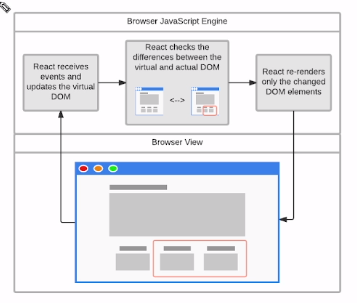 Browser JavaScript Engine
React receives
events and
updates the virtual
DOM
React checks the
differences between the
virtual and actual DOM
<-->
React re-renders
only the changed
DOM elements
Browser View